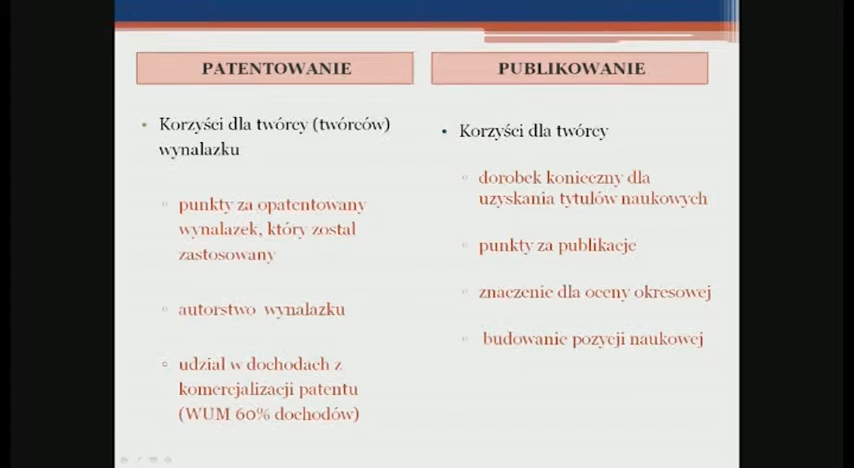 PATENTOWANIE
Korzyści dla twórcy (twórców)
wynalazku
punkty za opatentowany
wynalazek, który został
zastosowany
autorstwo wynalazku
udział w dochodach z
komercjalizacji patentu
(WUM 60% dochodów)
PUBLIKOWANIE
Korzyści dla twórcy
dorobek konieczny dla
uzyskania tytułów naukowych
punkty za publikacje
znaczenie dla oceny okresowej
budowanie pozycji naukowej